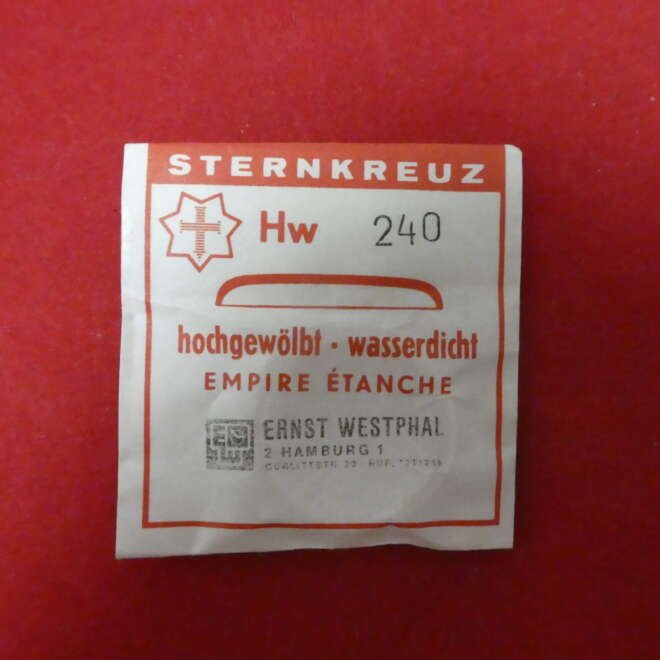 STERNKREUZ
Hw 240
hochgewölbt · wasserdicht
EMPIRE ÉTANCHE
ERNST WESTPHAL
2 HAMBURG 1